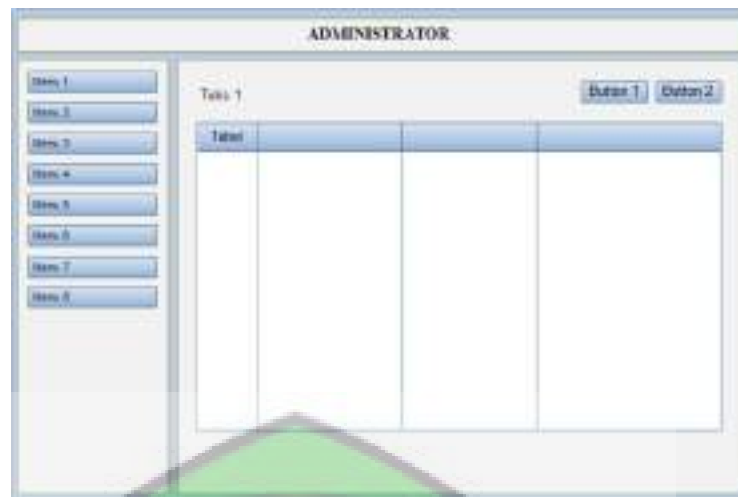 ADMINISTRATOR
Item 1
Item 2
Item 3
Item 4
Item 5
Item 6
Item 7
Item 8
Teks 1
Button 1
Button 2
Tabel